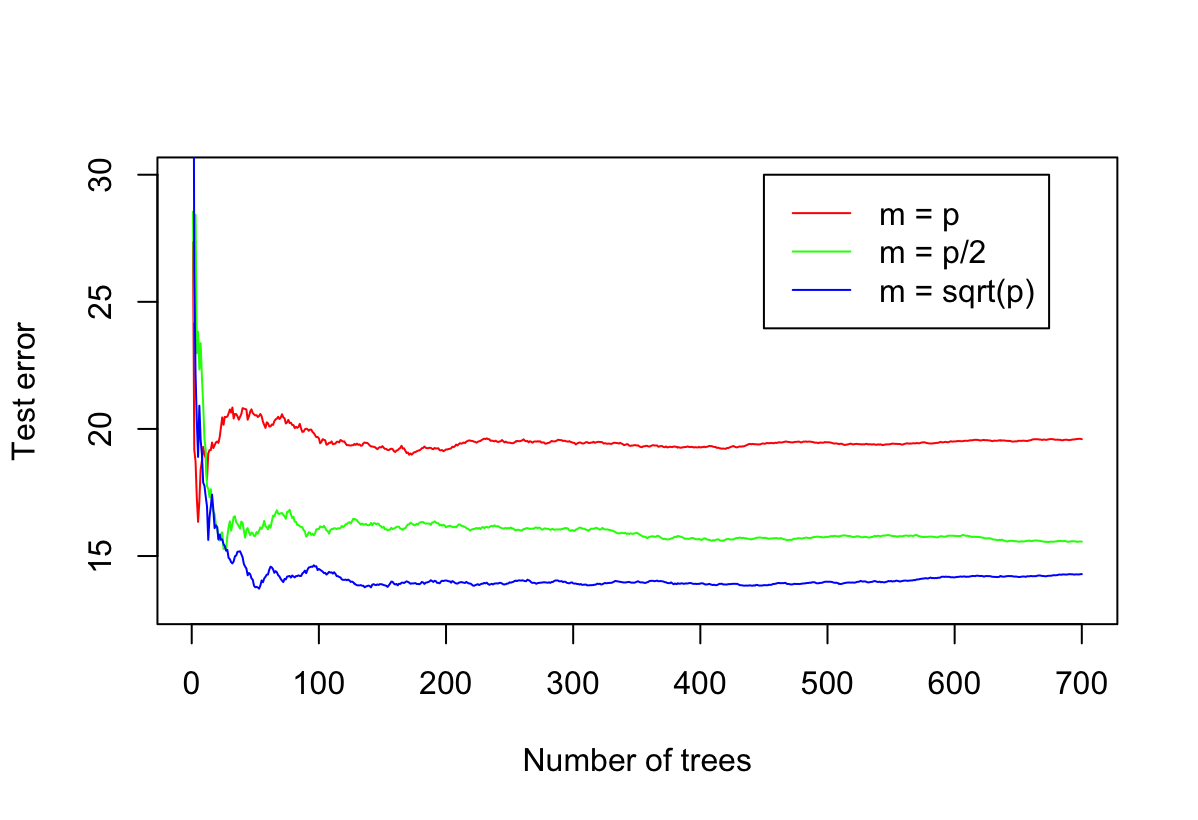 30
25
20
15
Test error
m = p
m = p/2
m = sqrt(p)
0 100 200 300 400 500 600 700
Number of trees